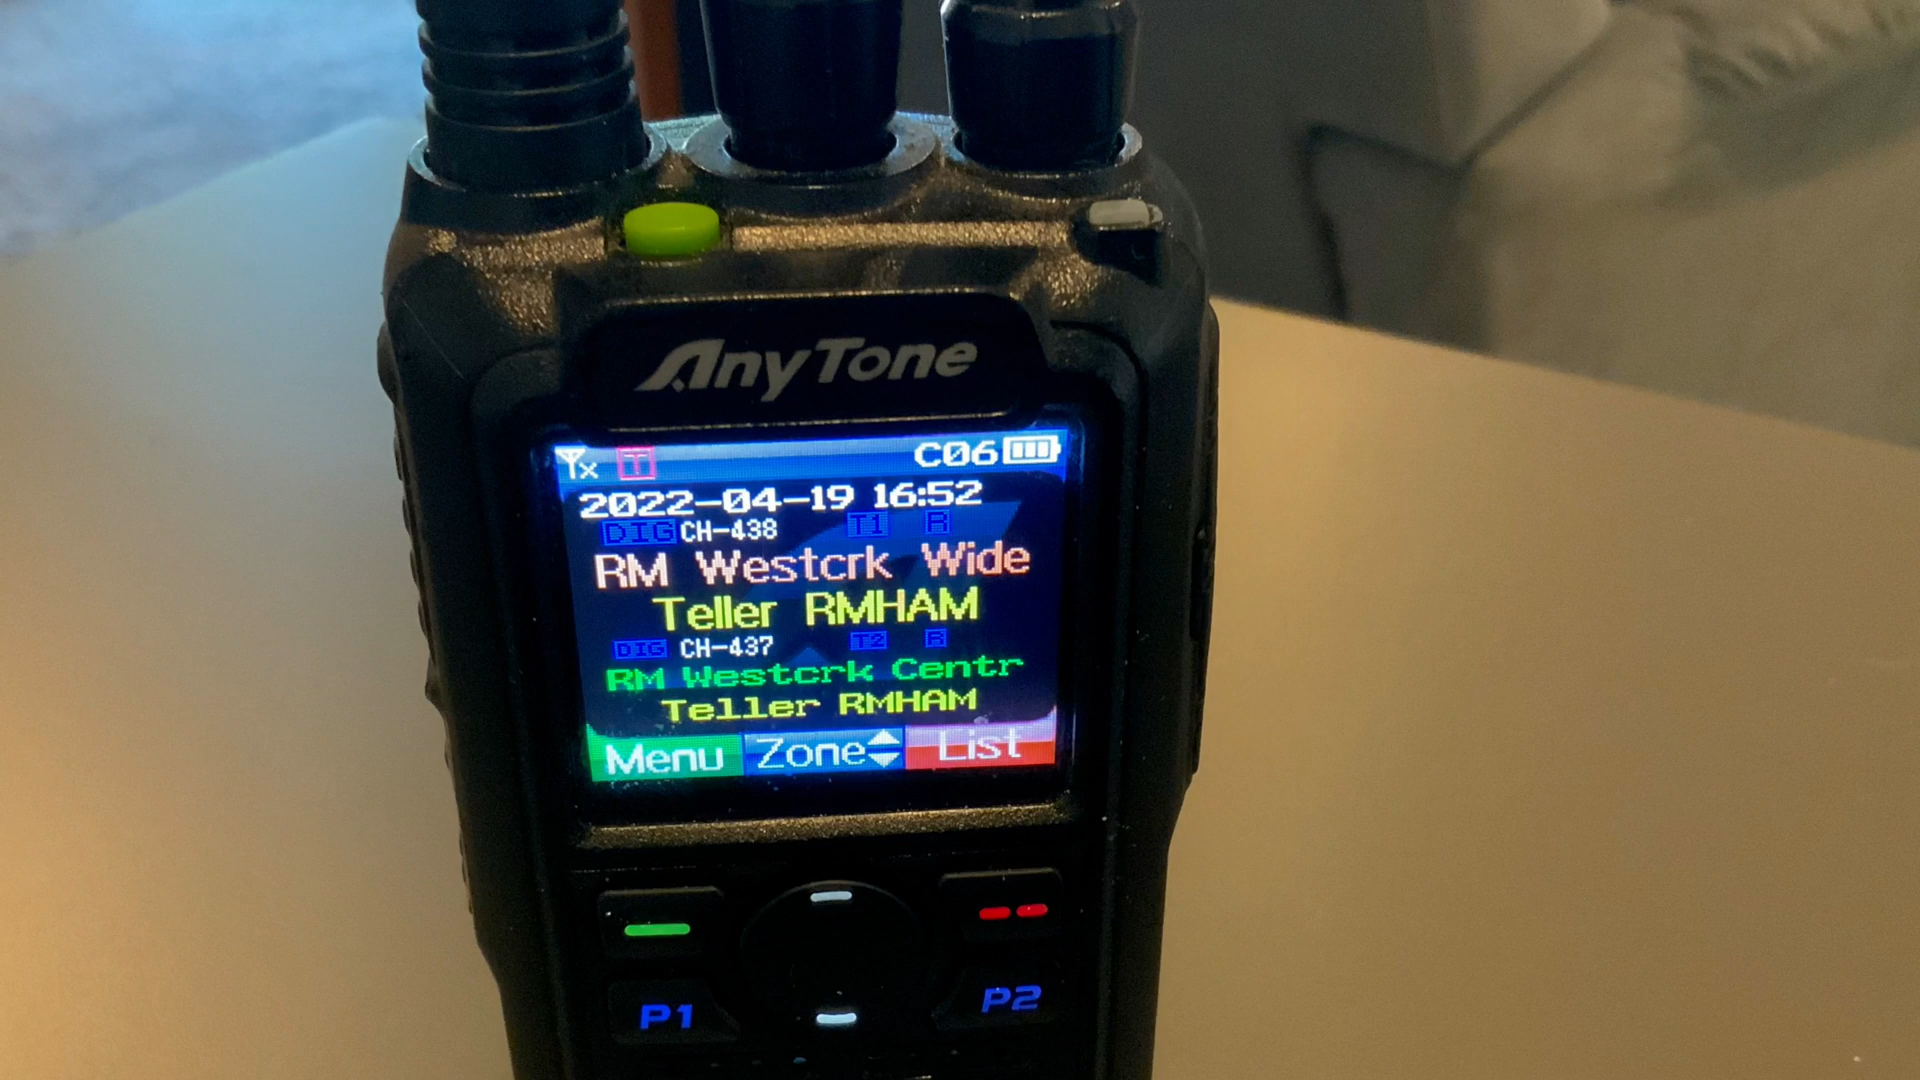 AnyTone
Tx T C06
2022-04-19 16:52
DIG CH-438 T1 R
RM Westcrk Wide
Teller RMHAM
DIG CH-437 T2 R
RM Westcrk Centr
Teller RMHAM
Menu Zone List
P1 P2